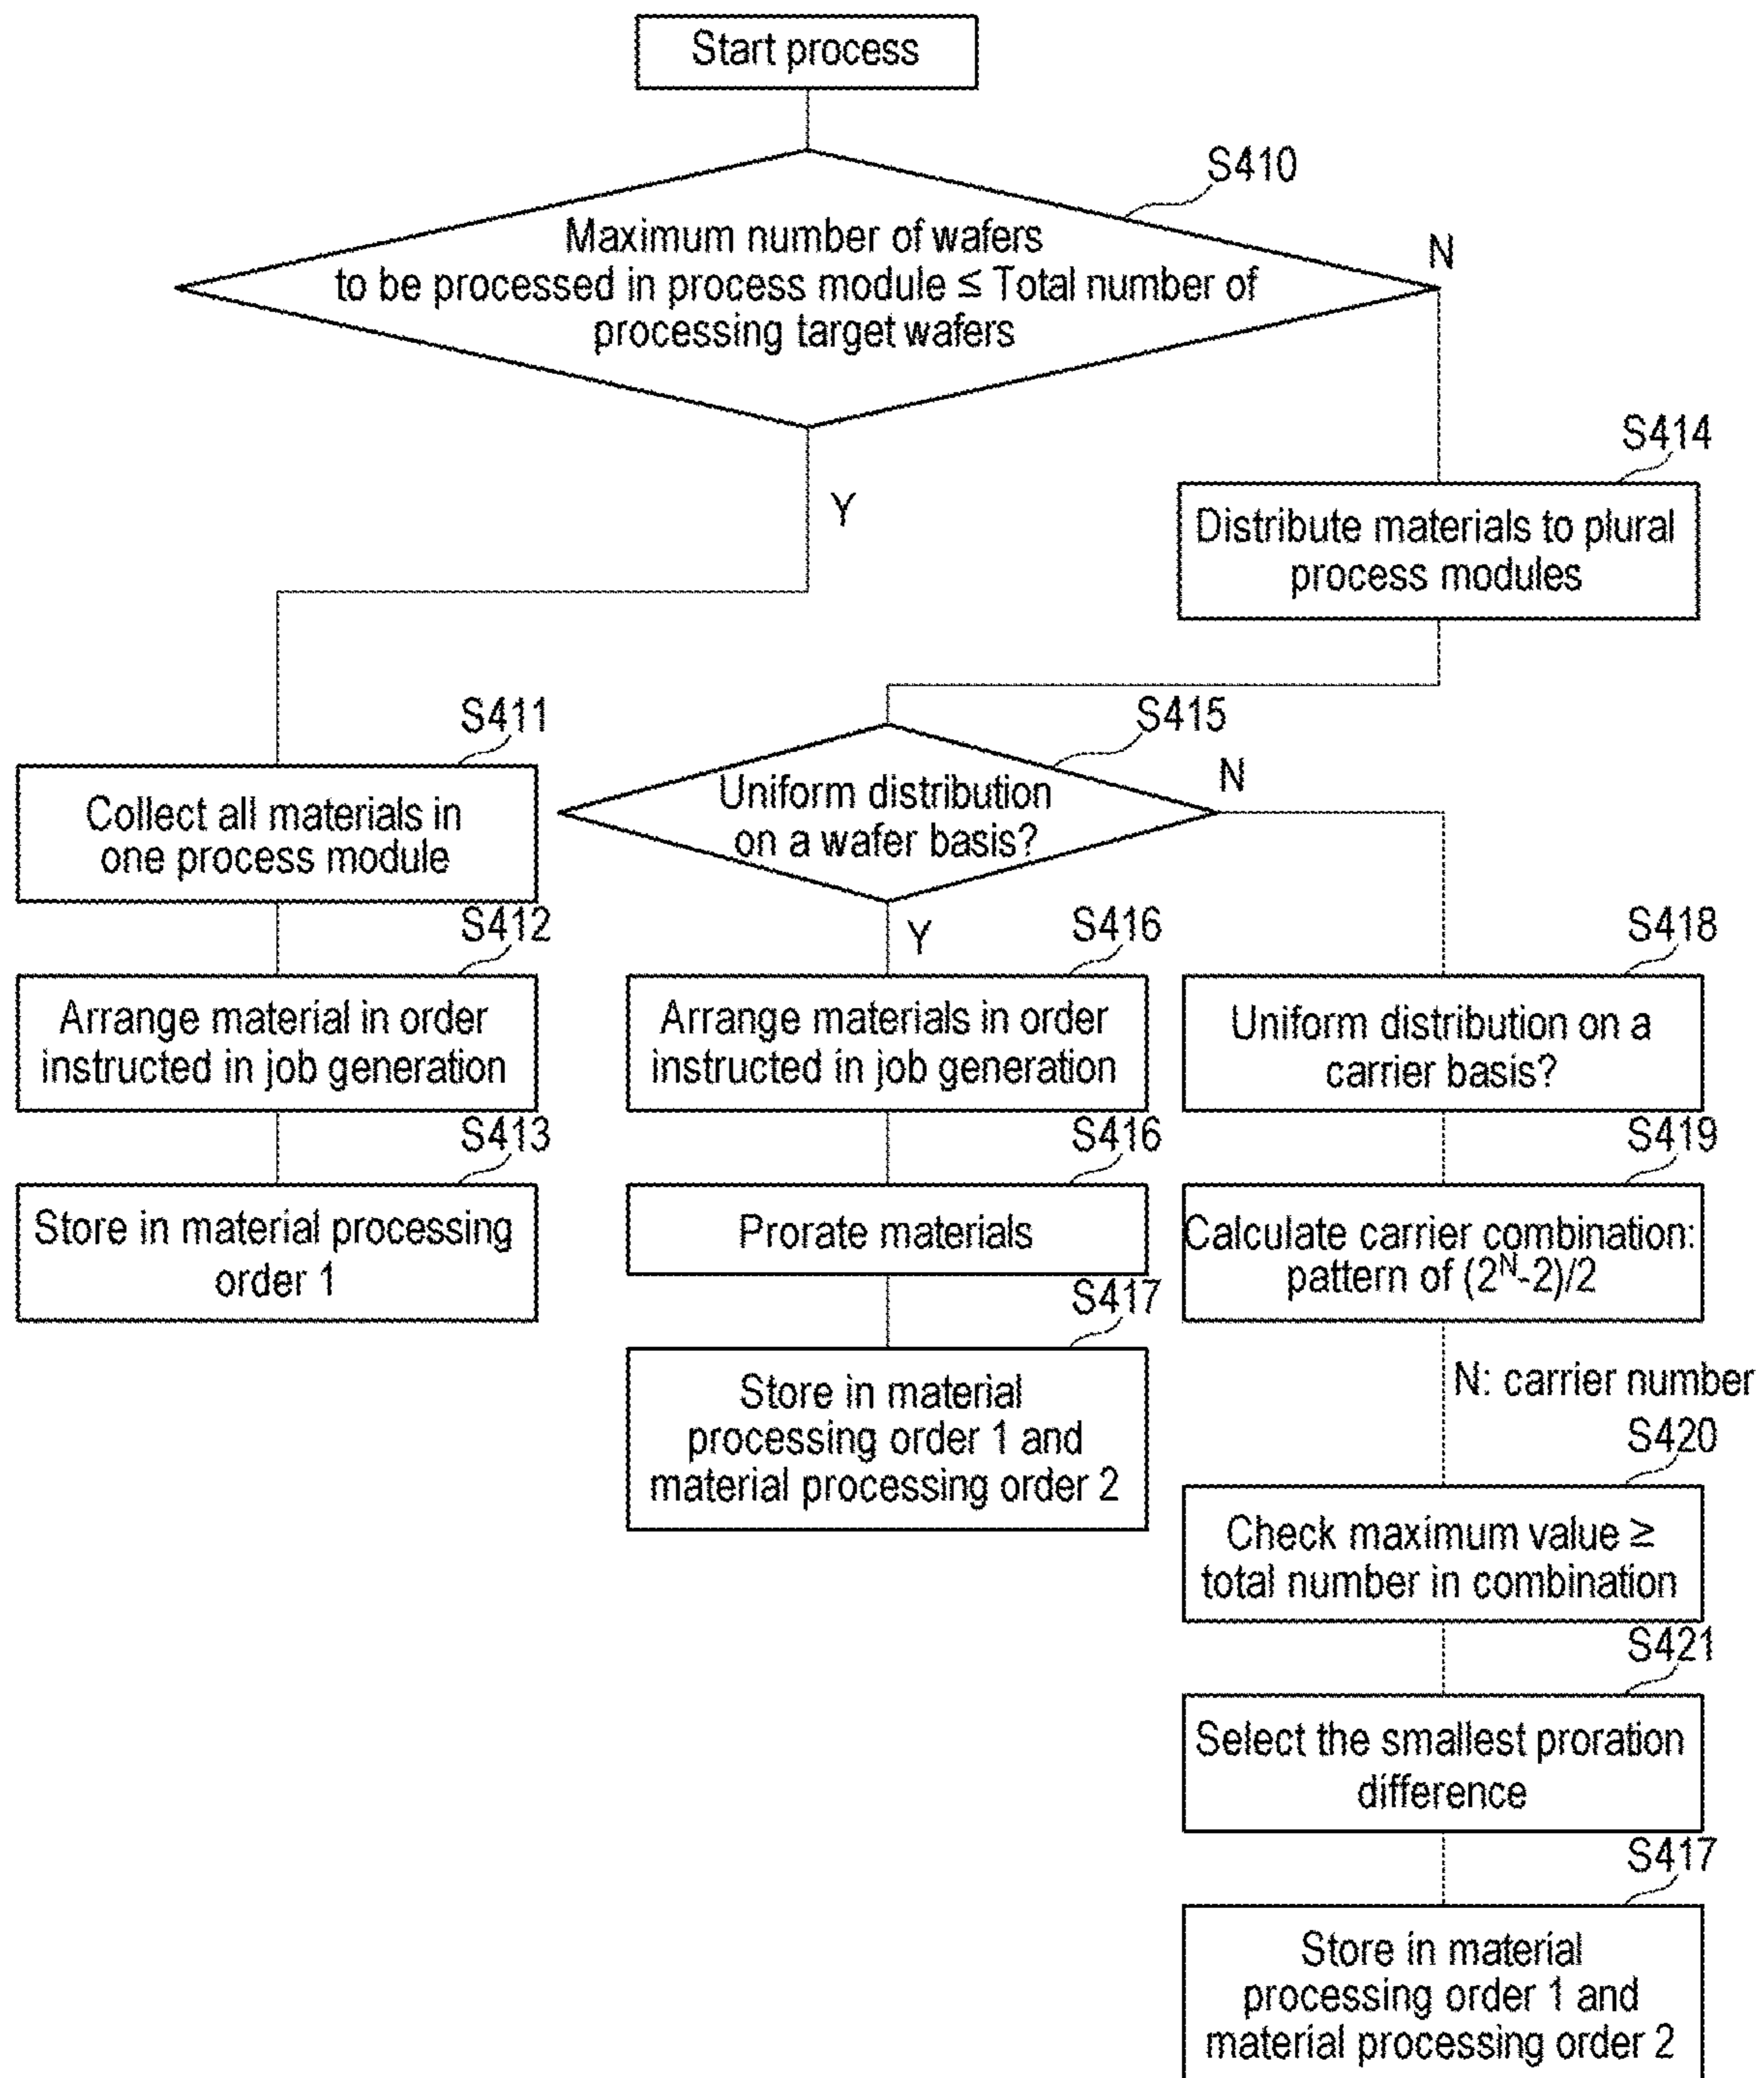 Start process
S410
Maximum number of wafers
to be processed in process module ≤ Total number of
processing target wafers
N
Y
S414
Distribute materials to plural
process modules
S411
Collect all materials in
one process module
S415
Uniform distribution
on a wafer basis?
N
Y
S412
Arrange material in order
instructed in job generation
S416
Arrange materials in order
instructed in job generation
S418
Uniform distribution on a
carrier basis?
S413
Store in material processing
order 1
S416
Prorate materials
S419
Calculate carrier combination:
pattern of (2^N-2)/2
S417
Store in material
processing order 1 and
material processing order 2
N: carrier number
S420
Check maximum value ≥
total number in combination
S421
Select the smallest proration
difference
S417
Store in material
processing order 1 and
material processing order 2